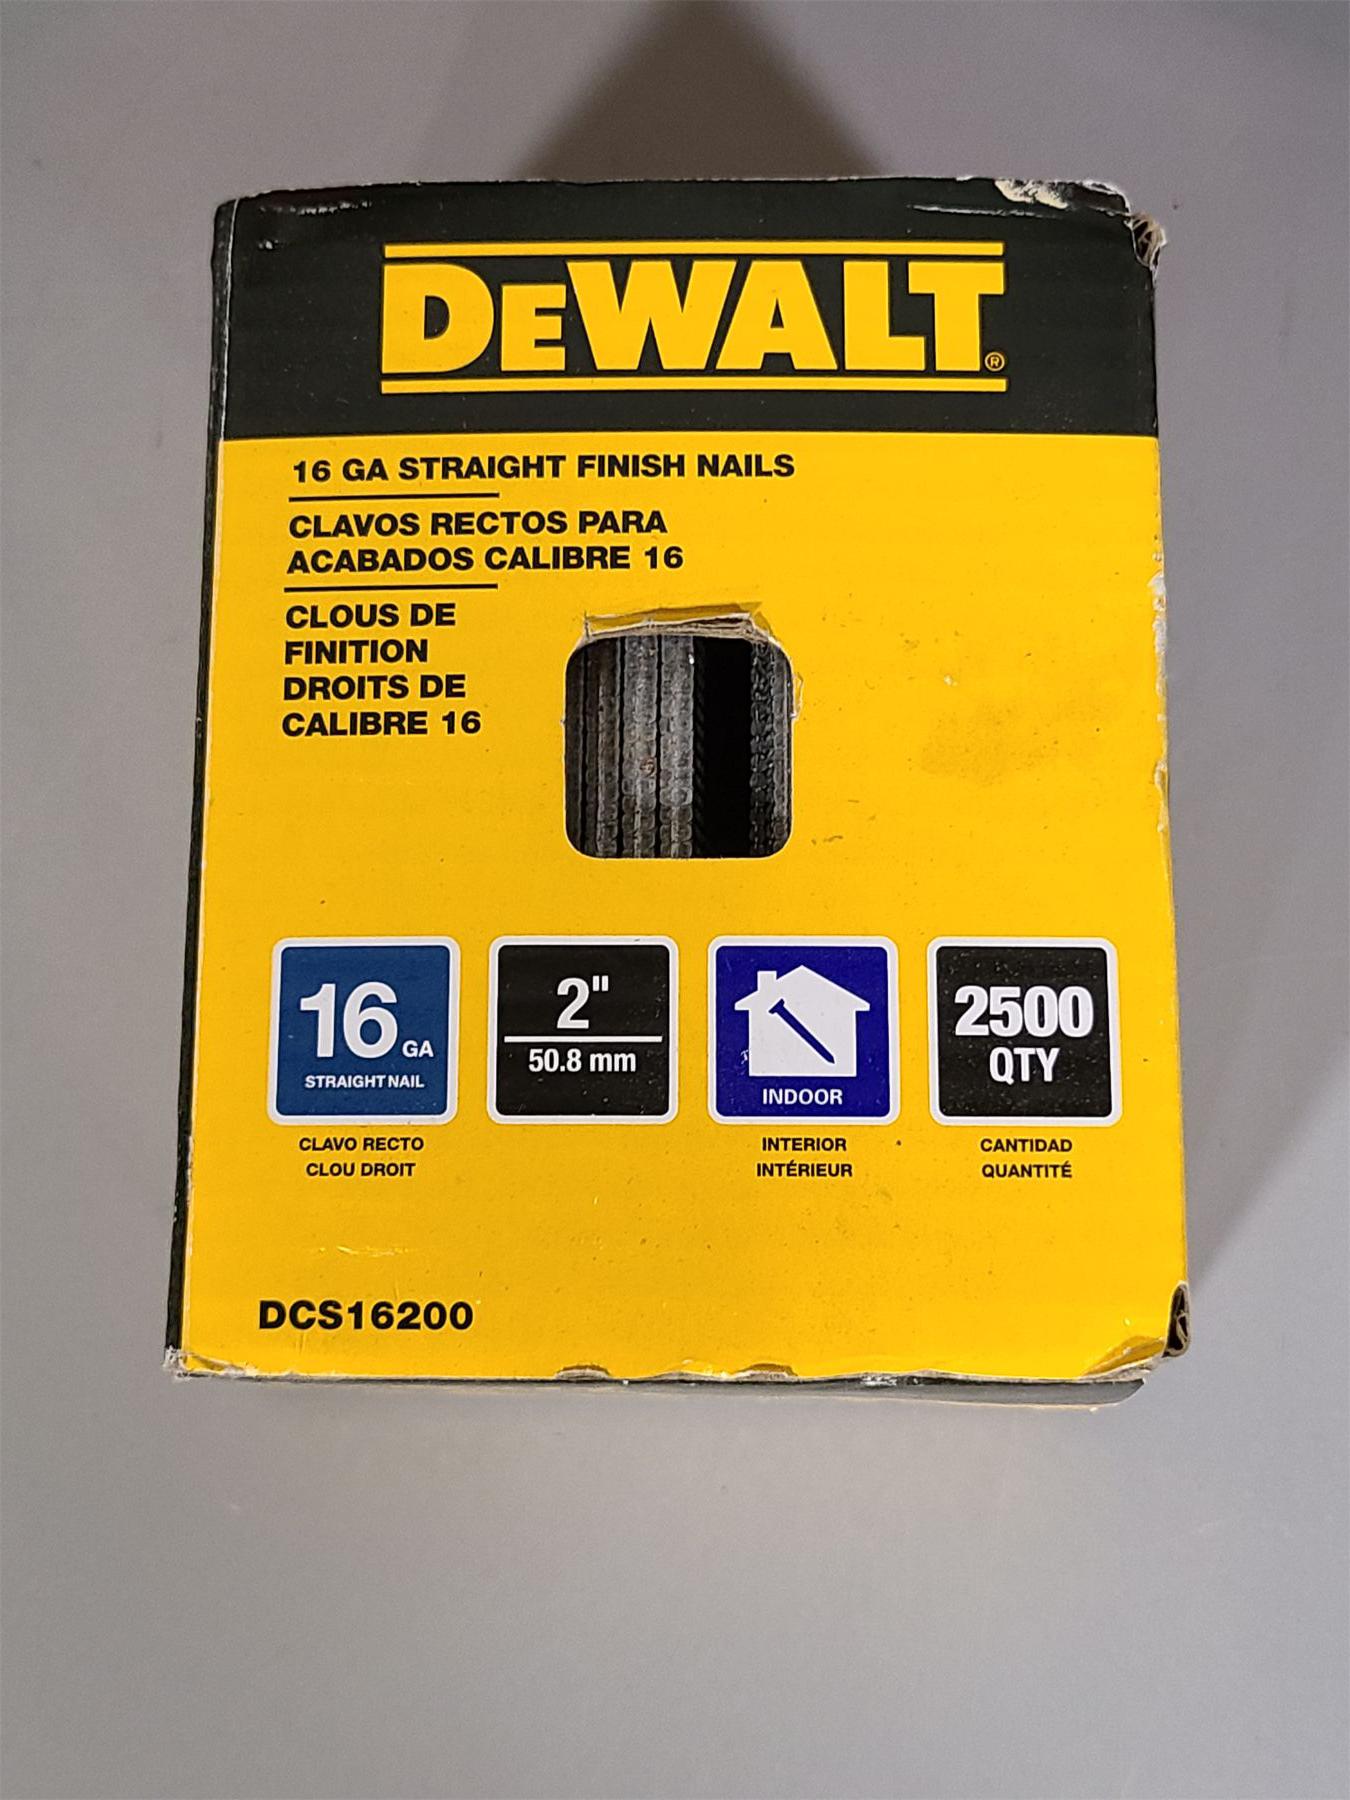 DEWALT®
16 GA STRAIGHT FINISH NAILS
CLAVOS RECTOS PARA
ACABADOS CALIBRE 16
CLOUS DE
FINITION
DROITS DE
CALIBRE 16
16 GA
STRAIGHT NAIL
CLAVO RECTO
CLOU DROIT
2"
50.8 mm
INDOOR
INTERIOR
INTÉRIEUR
2500
QTY
CANTIDAD
QUANTITÉ
DCS16200